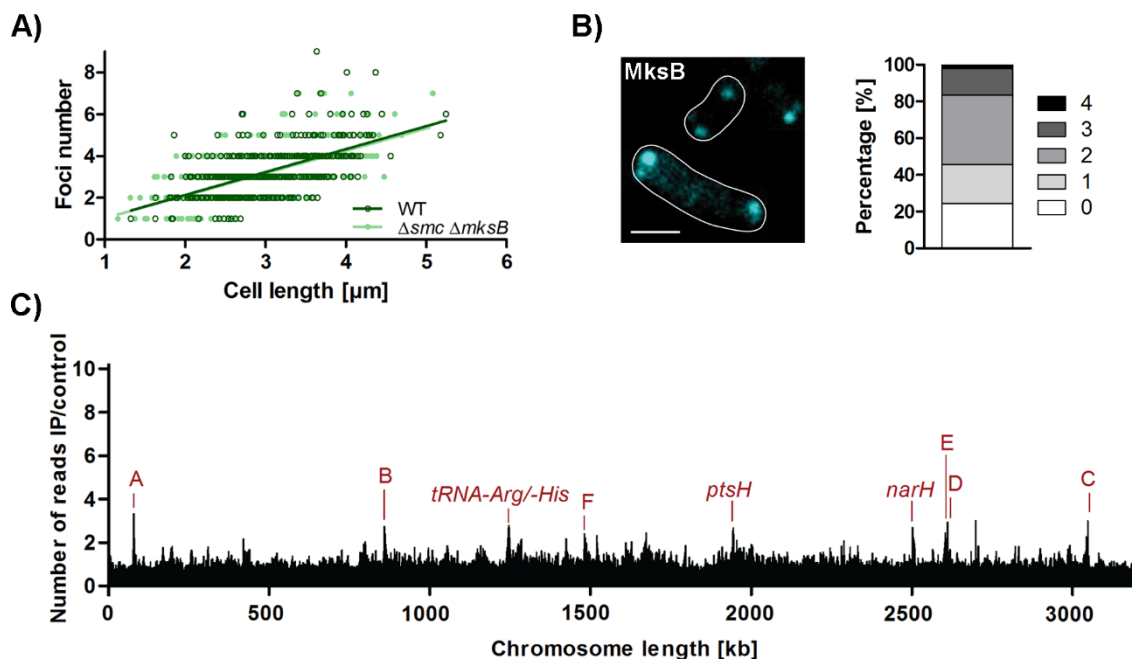 A)
Foci number
8
6
4
2
0
1 2 3 4 5 6
Cell length [µm]
WT
Δsmc ΔmksB
B)
MksB
Percentage [%]
100
80
60
40
20
0
4
3
2
1
0
C)
Number of reads IP/control
10
8
6
4
2
0
A
B
tRNA-Arg/-His
F
ptsH
narH
E
D
C
0 500 1000 1500 2000 2500 3000
Chromosome length [kb]